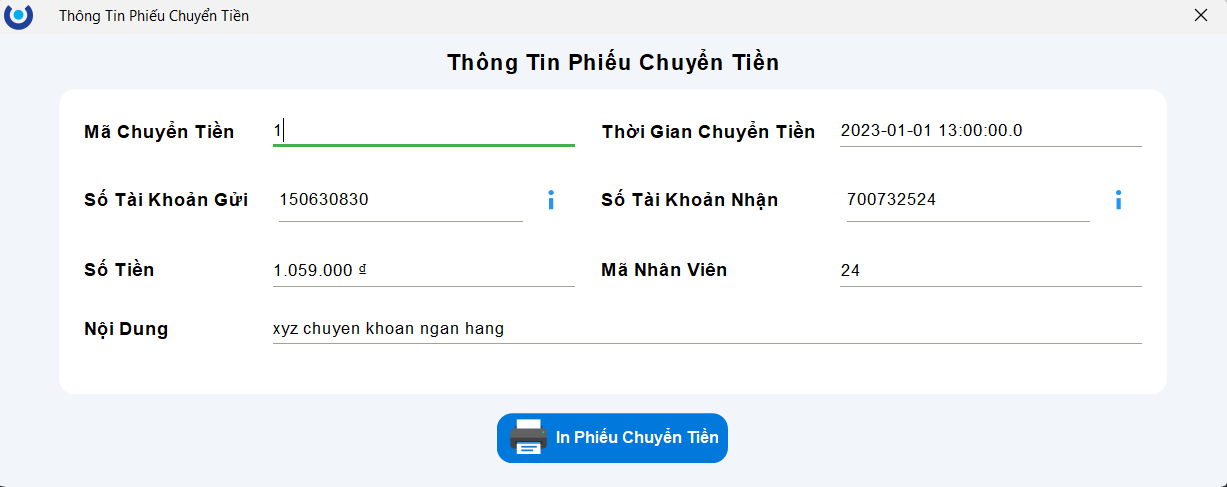 Thông Tin Phiếu Chuyển Tiền
Thông Tin Phiếu Chuyển Tiền
Mã Chuyển Tiền 1 Thời Gian Chuyển Tiền 2023-01-01 13:00:00.0
Số Tài Khoản Gửi 150630830 Số Tài Khoản Nhận 700732524
Số Tiền 1.059.000 ₫ Mã Nhân Viên 24
Nội Dung xyz chuyen khoan ngan hang
In Phiếu Chuyển Tiền